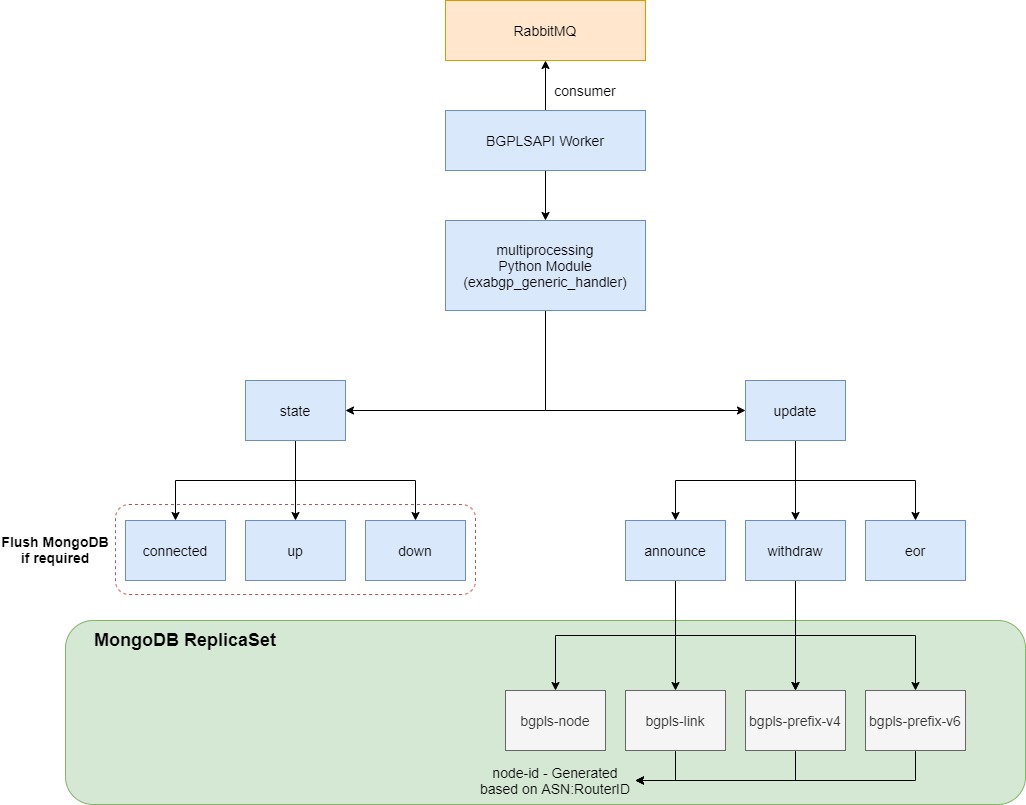 RabbitMQ
consumer
BGPLSAPI Worker
multiprocessing
Python Module
(exabgp_generic_handler)
state
update
Flush MongoDB
if required
connected
up
down
announce
withdraw
eor
MongoDB ReplicaSet
bgpls-node
bgpls-link
bgpls-prefix-v4
bgpls-prefix-v6
node-id - Generated
based on ASN:RouterID